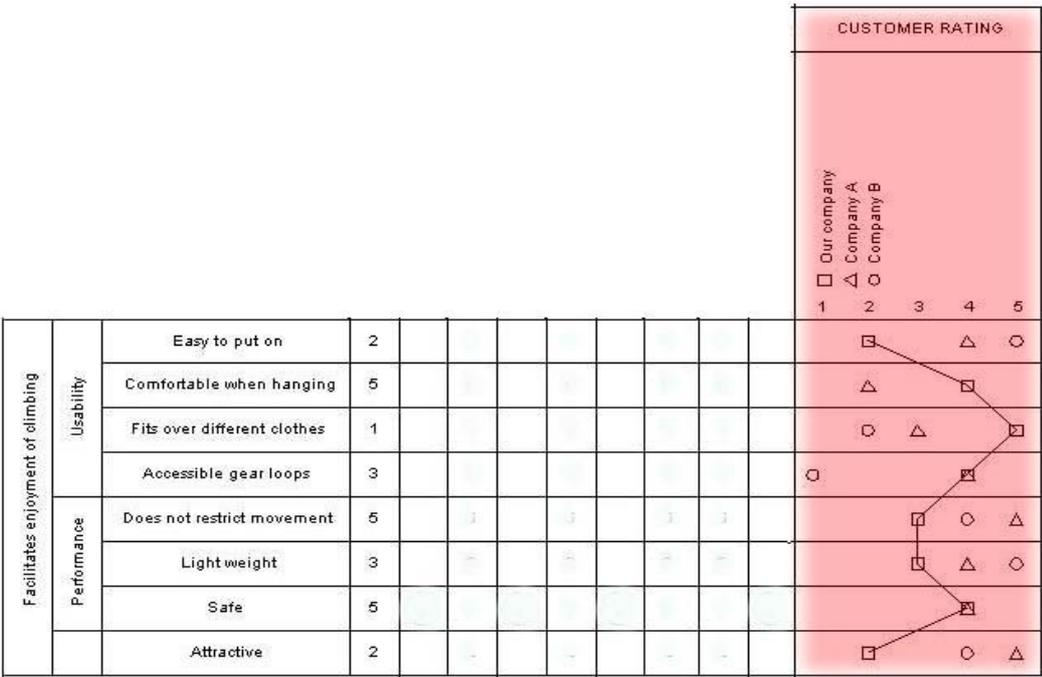 CUSTOMER RATING
Our company
Company A
Company B
1 2 3 4 5
Facilitates enjoyment of climbing
Usability
Easy to put on 2
Comfortable when hanging 5
Fits over different clothes 1
Accessible gear loops 3
Performance
Does not restrict movement 5
Light weight 3
Safe 5
Attractive 2